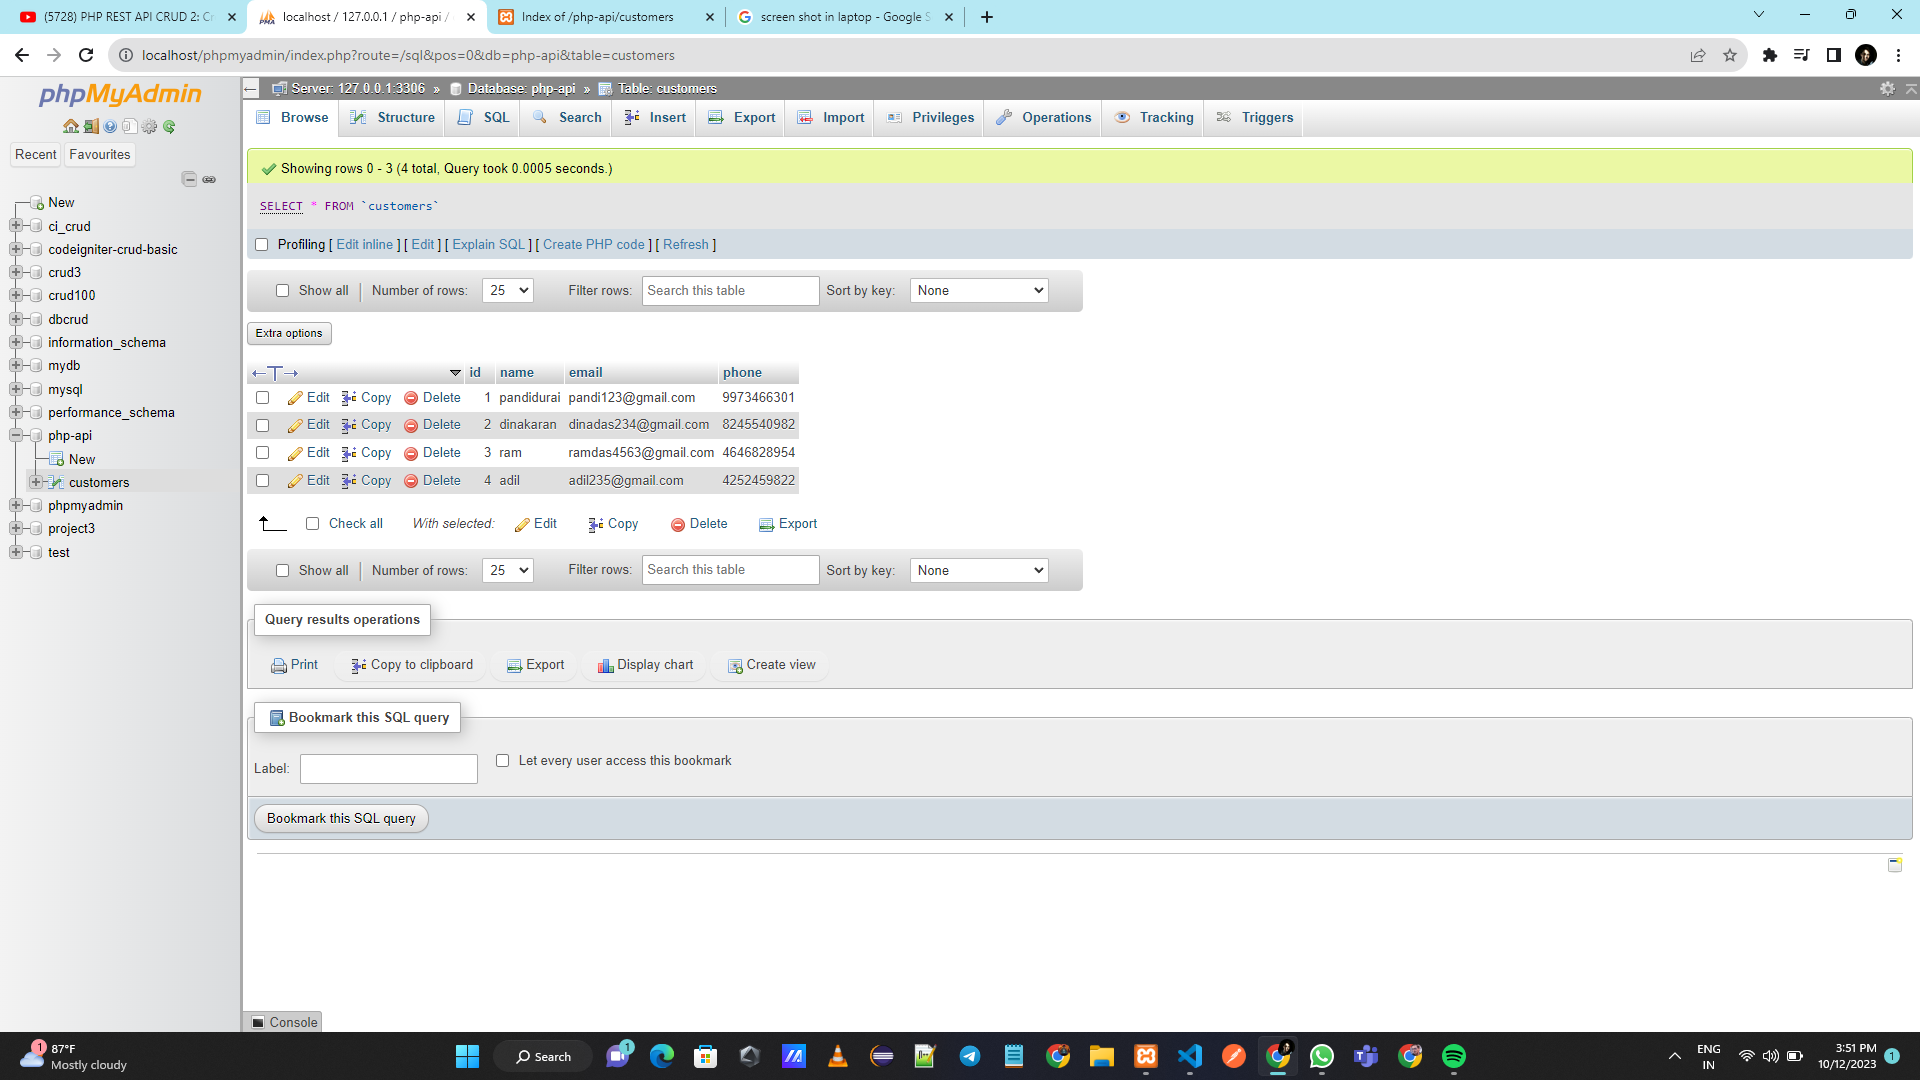 (5728) PHP REST API CRUD 2: Cr
localhost / 127.0.0.1 / php-api /
Index of /php-api/customers
screen shot in laptop - Google S
localhost/phpmyadmin/index.php?route=/sql&pos=0&db=php-api&table=customers
phpMyAdmin
Recent
Favourites
New
ci_crud
codeigniter-crud-basic
crud3
crud100
dbcrud
information_schema
mydb
mysql
performance_schema
php-api
New
customers
phpmyadmin
project3
test
Server: 127.0.0.1:3306 » Database: php-api » Table: customers
Browse Structure SQL Search Insert Export Import Privileges Operations Tracking Triggers
Showing rows 0 - 3 (4 total, Query took 0.0005 seconds.)
SELECT * FROM `customers`
Profiling [ Edit inline ] [ Edit ] [ Explain SQL ] [ Create PHP code ] [ Refresh ]
Show all Number of rows: 25 Filter rows: Search this table Sort by key: None
Extra options
id name email phone
Edit Copy Delete 1 pandidurai pandi123@gmail.com 9973466301
Edit Copy Delete 2 dinakaran dinadas234@gmail.com 8245540982
Edit Copy Delete 3 ram ramdas4563@gmail.com 4646828954
Edit Copy Delete 4 adil adil235@gmail.com 4252459822
Check all With selected: Edit Copy Delete Export
Show all Number of rows: 25 Filter rows: Search this table Sort by key: None
Query results operations
Print Copy to clipboard Export Display chart Create view
Bookmark this SQL query
Label: Let every user access this bookmark
Bookmark this SQL query
Console
1
87°F
Mostly cloudy
Search
1
ENG
IN
3:51 PM
10/12/2023
1